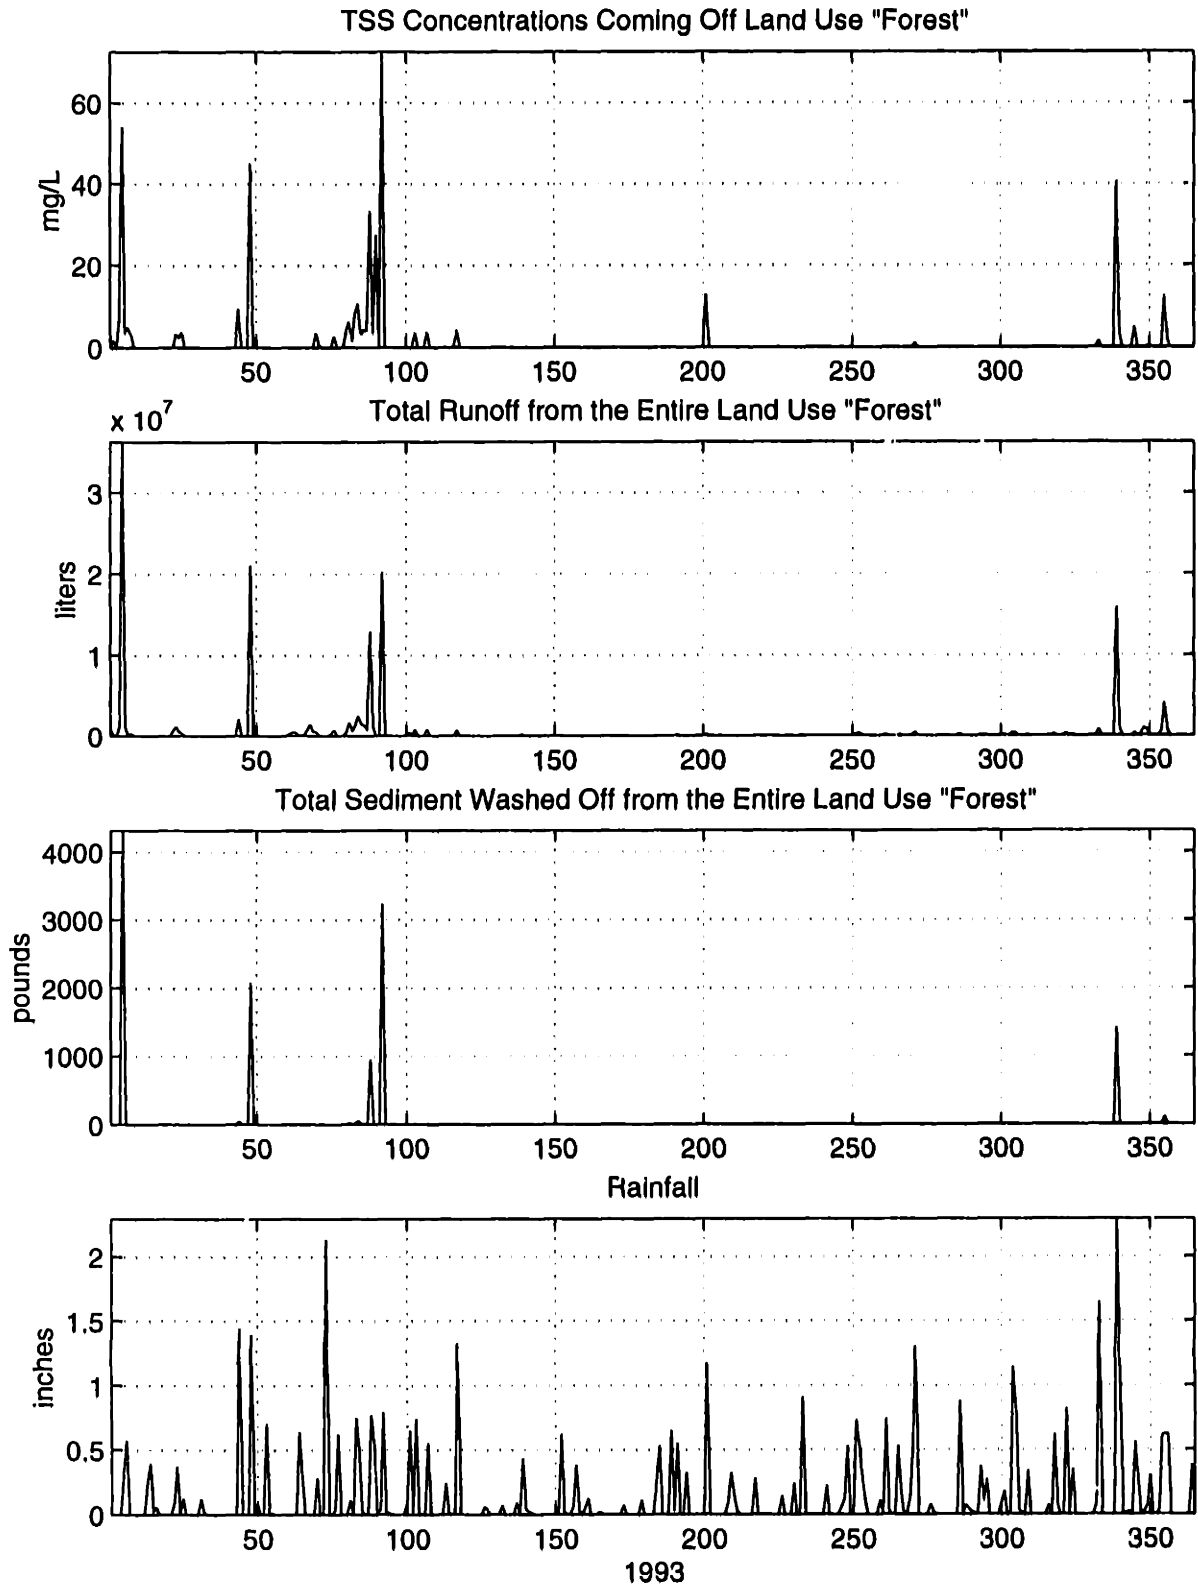 TSS Concentrations Coming Off Land Use "Forest"
60
40
20
0
mg/L
50 100 150 200 250 300 350
x 10^7
Total Runoff from the Entire Land Use "Forest"
3
2
1
0
liters
50 100 150 200 250 300 350
Total Sediment Washed Off from the Entire Land Use "Forest"
4000
3000
2000
1000
0
pounds
50 100 150 200 250 300 350
Rainfall
2
1.5
1
0.5
0
inches
50 100 150 200 250 300 350
1993